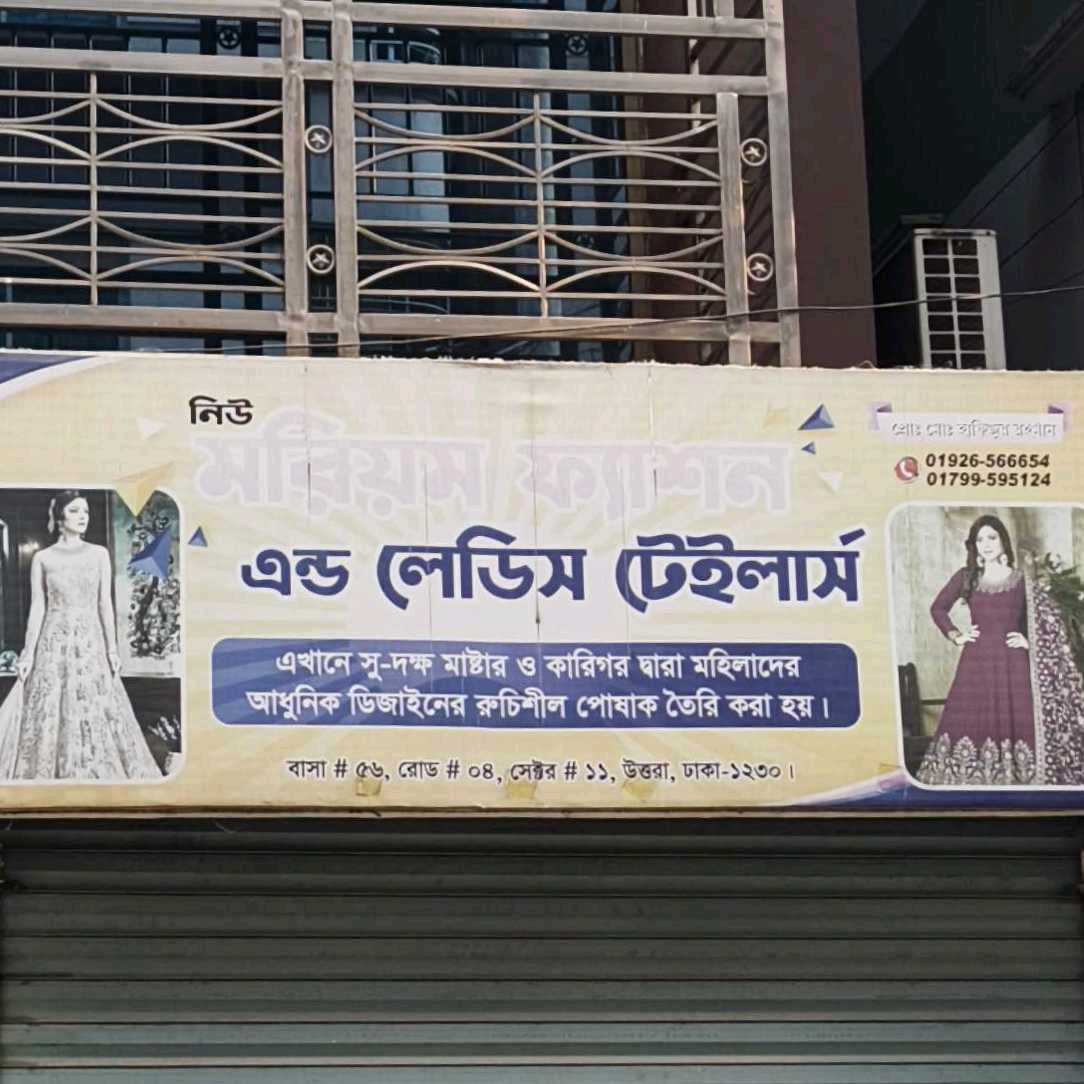 নিউ
মরিয়ম ফ্যাশন
এন্ড লেডিস টেইলার্স
এখানে সু-দক্ষ মাষ্টার ও কারিগর দ্বারা মহিলাদের
আধুনিক ডিজাইনের রুচিশীল পোষাক তৈরি করা হয়।
বাসা # ৫৬, রোড # ০৪, সেক্টর # ১১, উত্তরা, ঢাকা-১২৩০।
প্রোঃ মোঃ
01926-566654
01799-595124